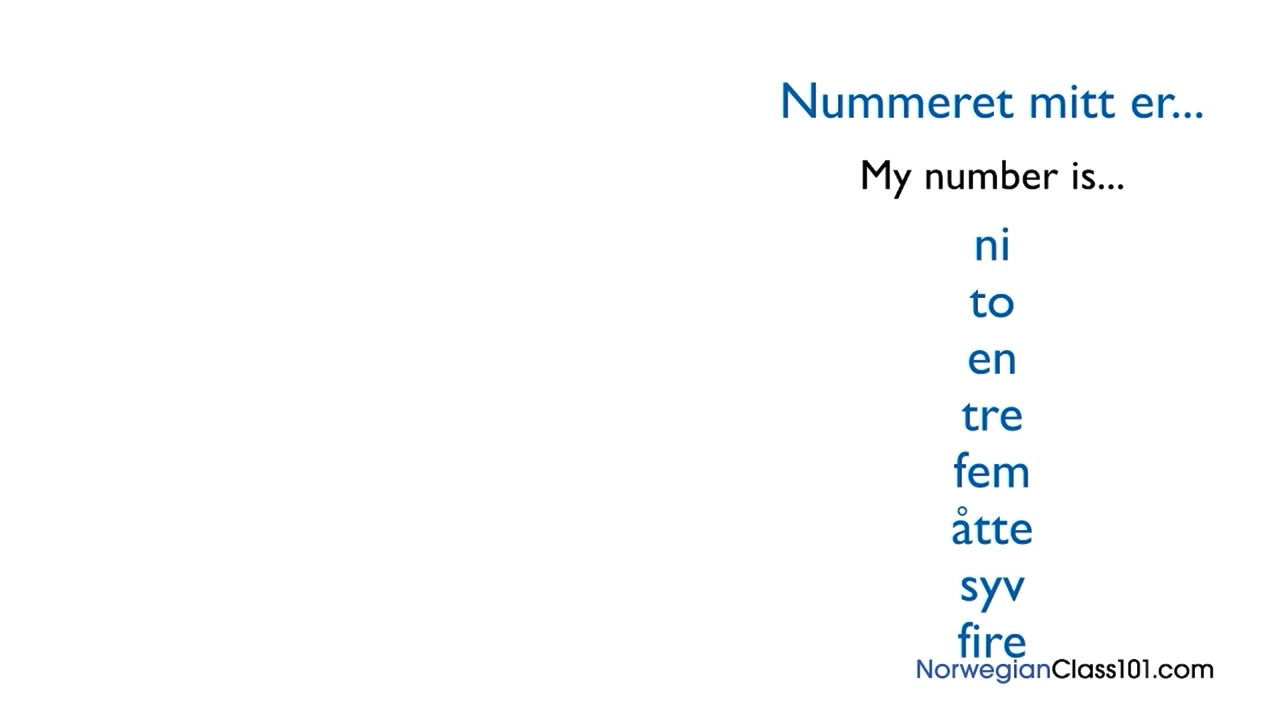 Nummeret mitt er...
My number is...
ni
to
en
tre
fem
åtte
syv
fire
NorwegianClass101.com